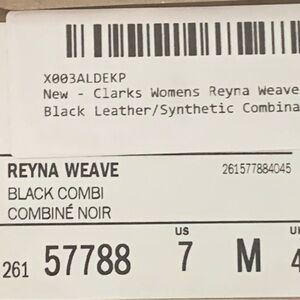 X003ALDEKP
New - Clarks Womens Reyna Weave
Black Leather/Synthetic Combina
REYNA WEAVE
261577884045
BLACK COMBI
COMBINÉ NOIR
US
UK
261 57788 7 M 4